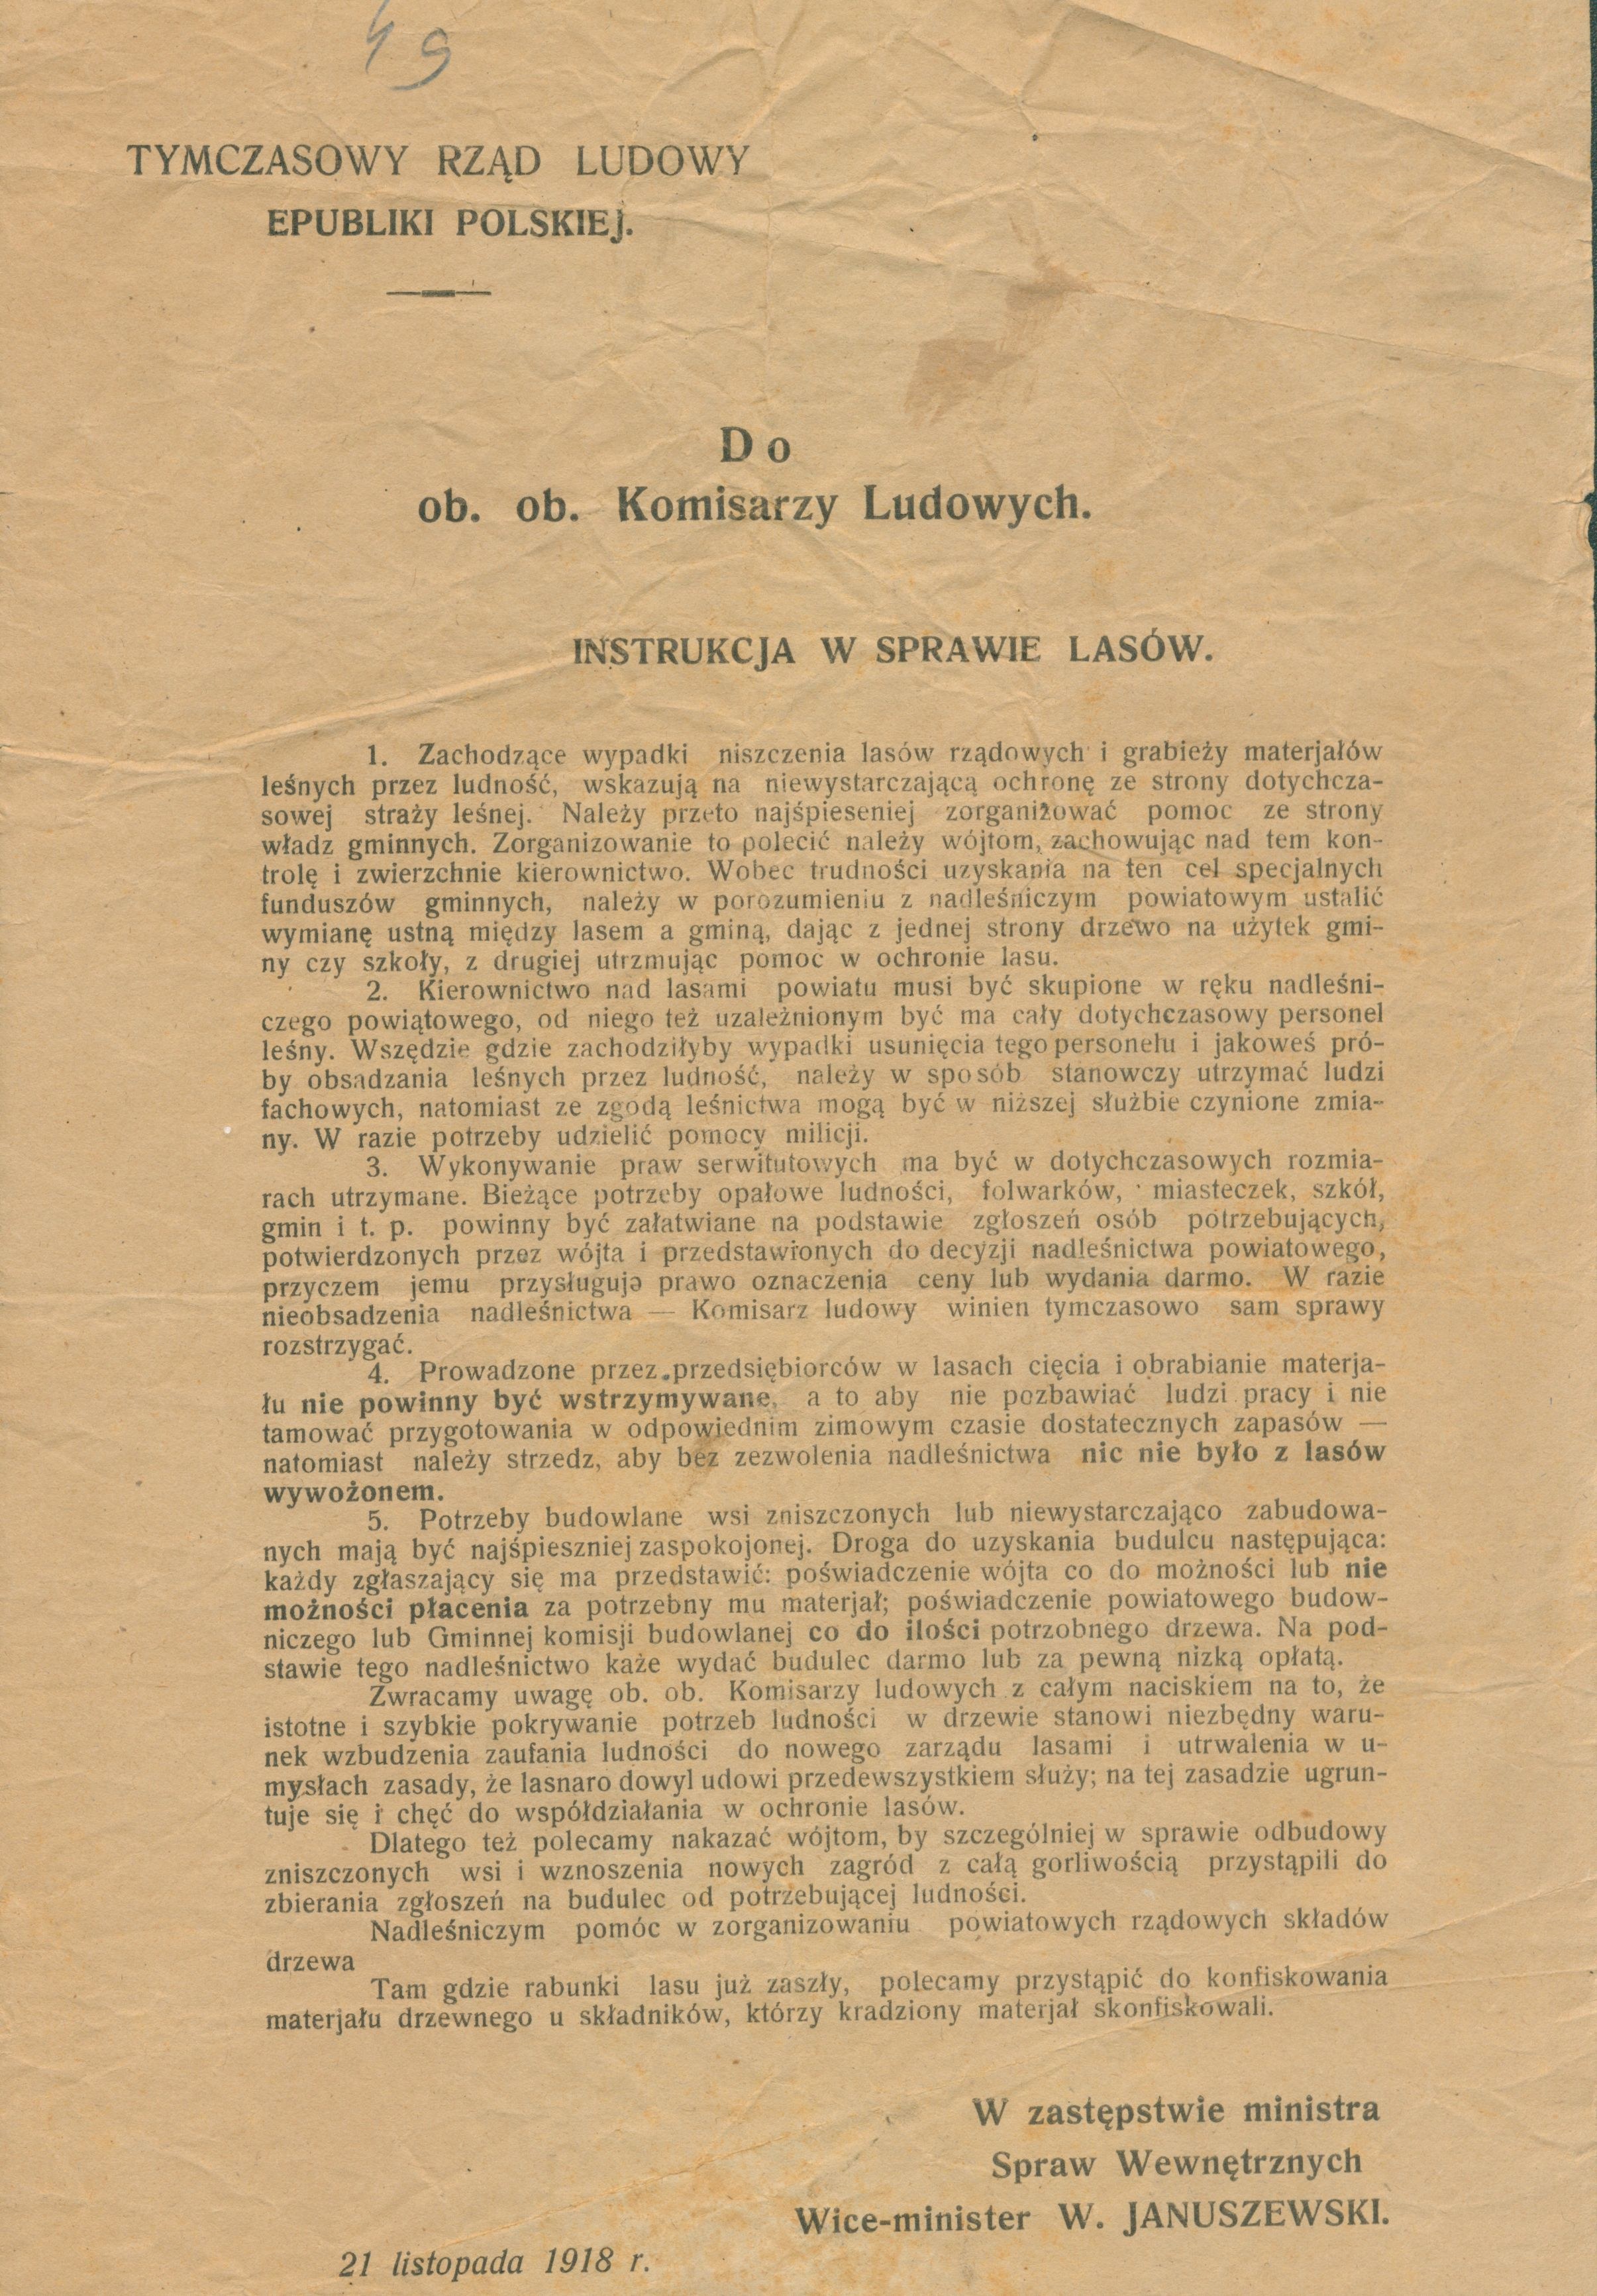 49
TYMCZASOWY RZĄD LUDOWY
EPUBLIKI POLSKIEJ.
Do
ob. ob. Komisarzy Ludowych.
INSTRUKCJA W SPRAWIE LASÓW.
1. Zachodzące wypadki niszczenia lasów rządowych i grabieży materjałów
leśnych przez ludność, wskazują na niewystarczającą ochronę ze strony dotychcza-
sowej straży leśnej. Należy przeto najśpieseniej zorganizować pomoc ze strony
władz gminnych. Zorganizowanie to polecić należy wójtom, zachowując nad tem kon-
trolę i zwierzchnie kierownictwo. Wobec trudności uzyskania na ten cel specjalnych
funduszów gminnych, należy w porozumieniu z nadleśniczym powiatowym ustalić
wymianę ustną między lasem a gminą, dając z jednej strony drzewo na użytek gmi-
ny czy szkoły, z drugiej utrzmując pomoc w ochronie lasu.
2. Kierownictwo nad lasami powiatu musi być skupione w ręku nadleśni-
czego powiątowego, od niego też uzależnionym być ma cały dotychczasowy personel
leśny. Wszędzie gdzie zachodziłyby wypadki usunięcia tego personelu i jakoweś pró-
by obsadzania leśnych przez ludność, należy w sposób stanowczy utrzymać ludzi
fachowych, natomiast ze zgodą leśnictwa mogą być w niższej służbie czynione zmia-
ny. W razie potrzeby udzielić pomocy milicji.
3. Wykonywanie praw serwitutowych ma być w dotychczasowych rozmia-
rach utrzymane. Bieżące potrzeby opałowe ludności, folwarków, miasteczek, szkół,
gmin i t. p. powinny być załatwiane na podstawie zgłoszeń osób potrzebujących,
potwierdzonych przez wójta i przedstawionych do decyzji nadleśnictwa powiatowego,
przyczem jemu przysługuja prawo oznaczenia ceny lub wydania darmo. W razie
nieobsadzenia nadleśnictwa — Komisarz ludowy winien tymczasowo sam sprawy
rozstrzygać.
4. Prowadzone przez przedsiębiorców w lasach cięcia i obrabianie materja-
łu nie powinny być wstrzymywane, a to aby nie pozbawiać ludzi pracy i nie
tamować przygotowania w odpowiednim zimowym czasie dostatecznych zapasów —
natomiast należy strzedz, aby bez zezwolenia nadleśnictwa nic nie było z lasów
wywożonem.
5. Potrzeby budowlane wsi zniszczonych lub niewystarczająco zabudowa-
nych mają być najśpieszniej zaspokojonej. Droga do uzyskania budulcu następująca:
każdy zgłaszający się ma przedstawić: poświadczenie wójta co do możności lub nie
możności płacenia za potrzebny mu materjał; poświadczenie powiatowego budow-
niczego lub Gminnej komisji budowlanej co do ilości potrzobnego drzewa. Na pod-
stawie tego nadleśnictwo każe wydać budulec darmo lub za pewną nizką opłatą.
Zwracamy uwagę ob. ob. Komisarzy ludowych z całym naciskiem na to, że
istotne i szybkie pokrywanie potrzeb ludności w drzewie stanowi niezbędny waru-
nek wzbudzenia zaufania ludności do nowego zarządu lasami i utrwalenia w u-
mysłach zasady, że lasnaro dowyl udowi przedewszystkiem służy; na tej zasadzie ugrun-
tuje się i chęć do współdziałania w ochronie lasów.
Dlatego też polecamy nakazać wójtom, by szczególniej w sprawie odbudowy
zniszczonych wsi i wznoszenia nowych zagród z całą gorliwością przystąpili do
zbierania zgłoszeń na budulec od potrzebującej ludności.
Nadleśniczym pomóc w zorganizowaniu powiatowych rządowych składów
drzewa
Tam gdzie rabunki lasu już zaszły, polecamy przystąpić do konfiskowania
materjału drzewnego u składników, którzy kradziony materjał skonfiskowali.
W zastępstwie ministra
Spraw Wewnętrznych
Wice-minister W. JANUSZEWSKI.
21 listopada 1918 r.